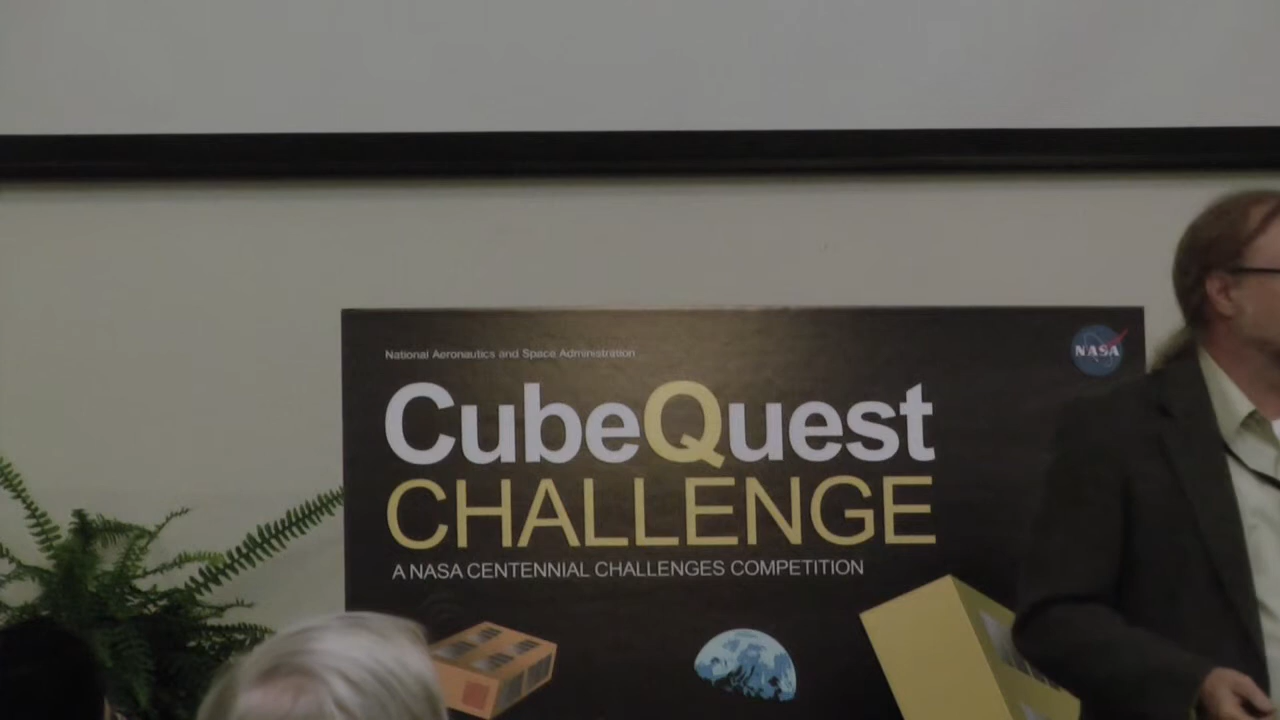 National Aeronautics and Space Administration
NASA
CubeQuest
CHALLENGE
A NASA CENTENNIAL CHALLENGES COMPETITION